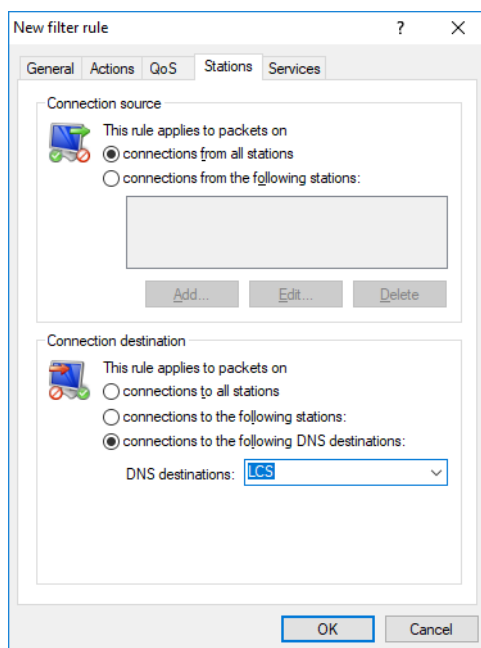 New filter rule
General Actions QoS Stations Services
Connection source
This rule applies to packets on
connections from all stations
connections from the following stations:
Add... Edit... Delete
Connection destination
This rule applies to packets on
connections to all stations
connections to the following stations:
connections to the following DNS destinations:
DNS destinations: LCS
OK Cancel